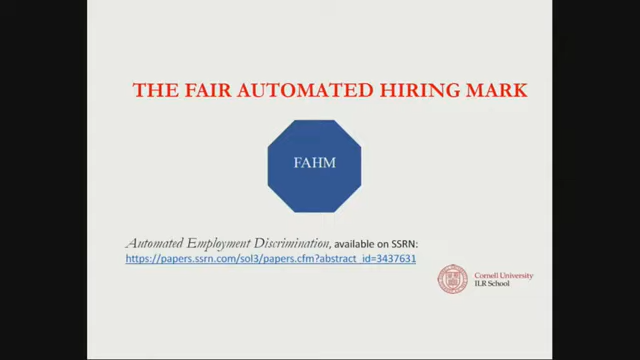 THE FAIR AUTOMATED HIRING MARK
FAHM
Automated Employment Discrimination, available on SSRN:
https://papers.ssrn.com/sol3/papers.cfm?abstract_id=3437631
Cornell University
ILR School